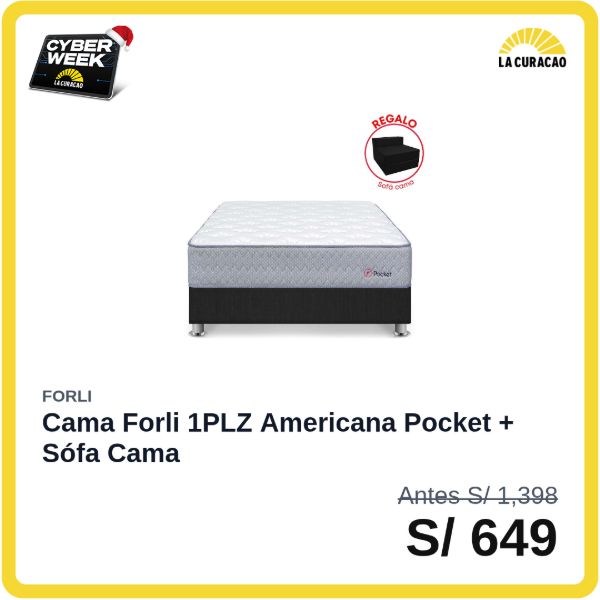 CYBER
WEEK
LA CURACAO
LA CURACAO
REGALO
Sofá cama
Pocket
FORLI
Cama Forli 1PLZ Americana Pocket +
Sófa Cama
Antes S/ 1,398
S/ 649